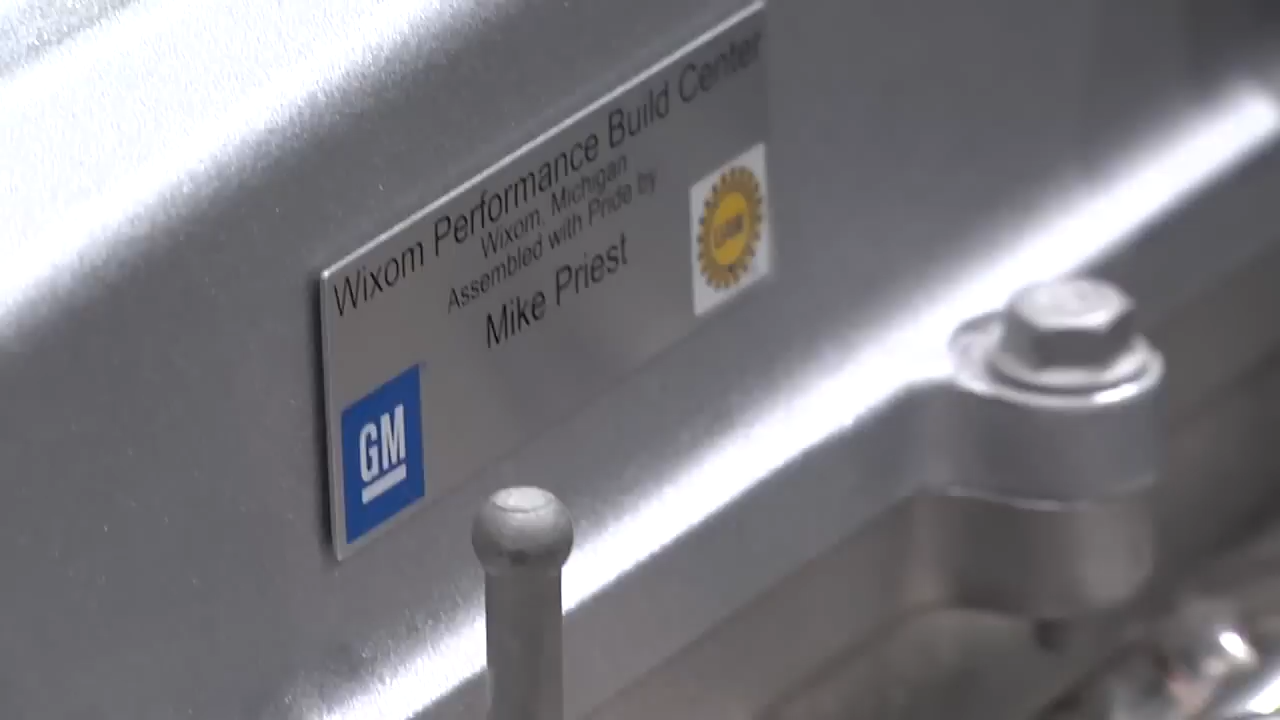 Wixom Performance Build Center
Wixom, Michigan
Assembled with Pride by
Mike Priest
GM